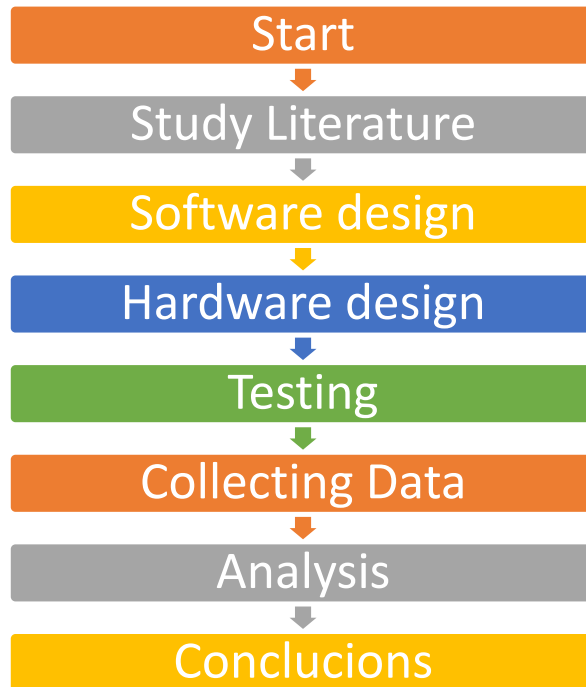 Start
Study Literature
Software design
Hardware design
Testing
Collecting Data
Analysis
Conclucions